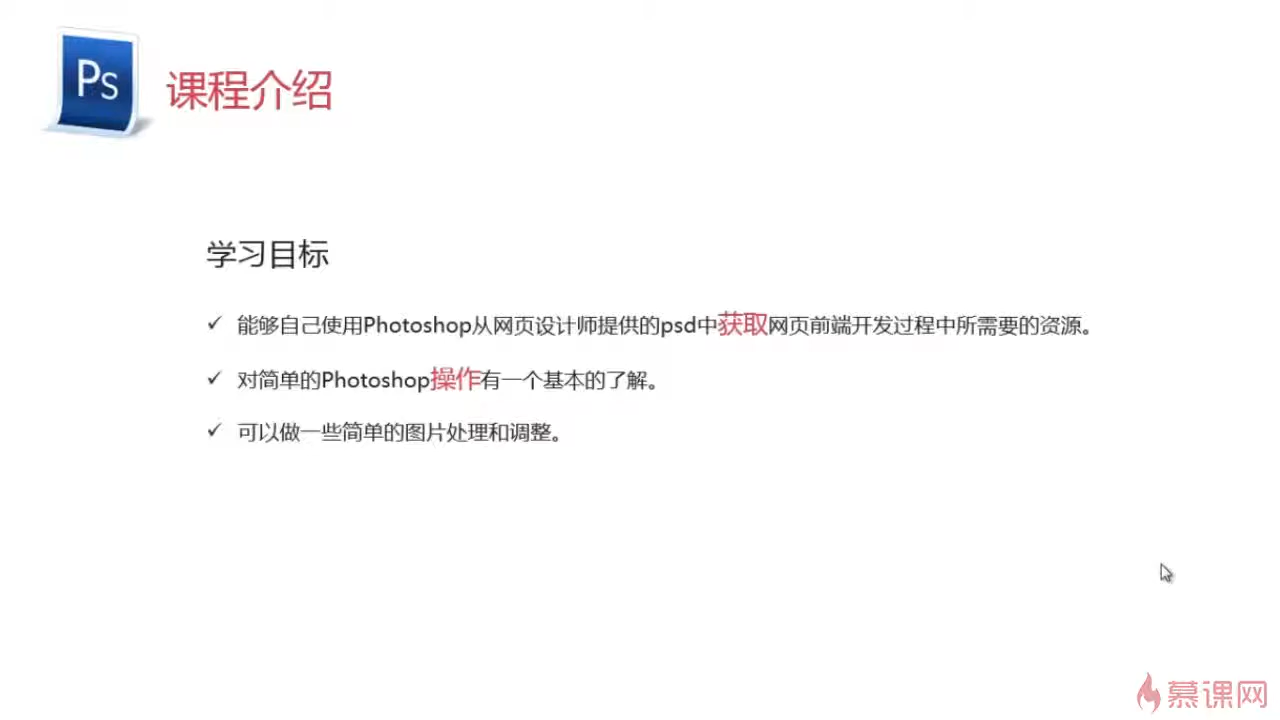 Ps
课程介绍
学习目标
✓ 能够自己使用Photoshop从网页设计师提供的psd中获取网页前端开发过程中所需要的资源。
✓ 对简单的Photoshop操作有一个基本的了解。
✓ 可以做一些简单的图片处理和调整。
慕课网